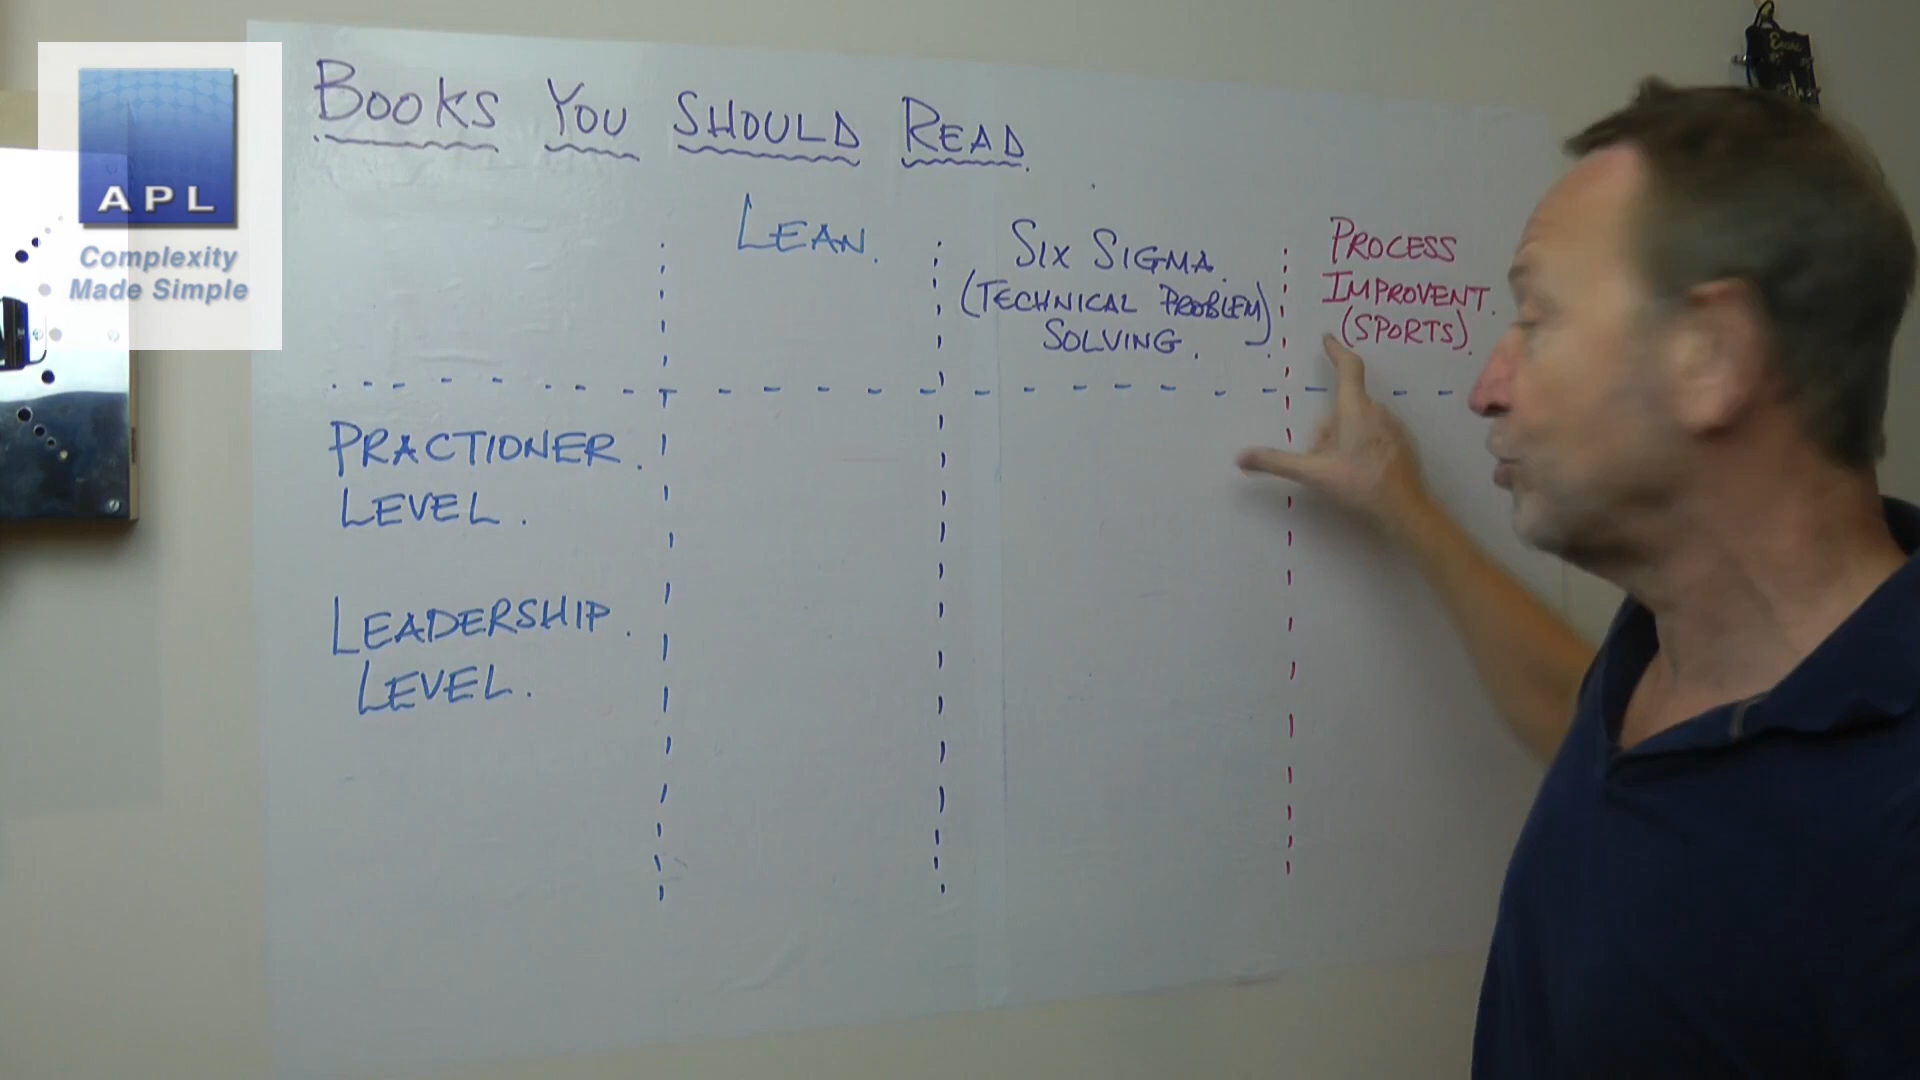 APL
Complexity
Made Simple
BOOKS YOU SHOULD READ.
LEAN.
SIX SIGMA.
(TECHNICAL PROBLEM)
SOLVING.
PROCESS
IMPROVENT.
(SPORTS).
PRACTIONER.
LEVEL.
LEADERSHIP.
LEVEL.